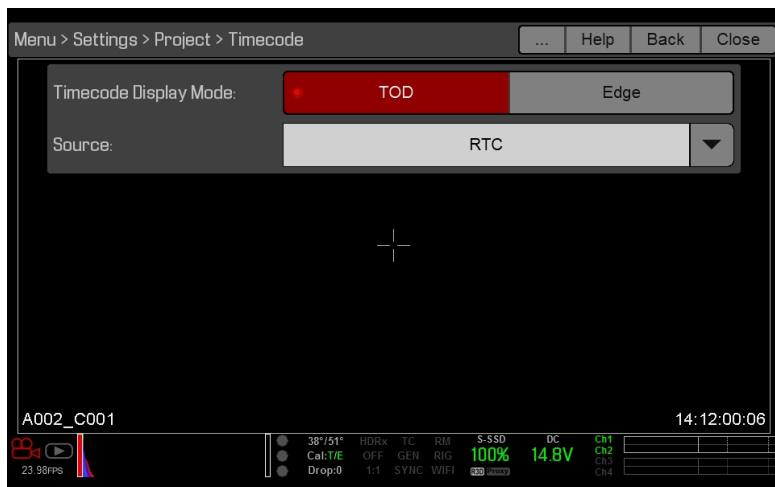 Menu > Settings > Project > Timecode ... Help Back Close
Timecode Display Mode: TOD Edge
Source: RTC
A002_C001 14:12:00:06
38°/51° HDRx TC RM S-SSD DC Ch1
Cal:T/E OFF GEN RIG 100% 14.8V Ch2
23.98FPS Drop:0 1:1 SYNC WIFI R3D Proxy Ch3
Ch4